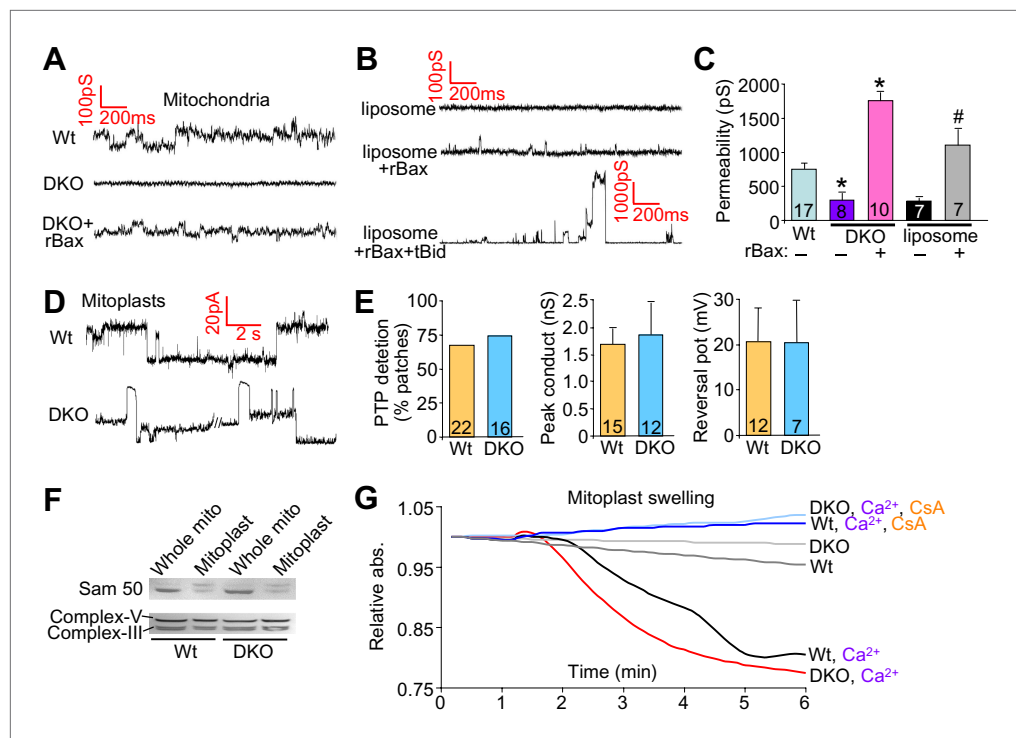 A
100pS
200ms
Mitochondria
Wt
DKO
DKO+
rBax
B
100pS
200ms
liposome
liposome
+rBax
1000pS
200ms
liposome
+rBax+tBid
C
Permeability (pS)
2000
1500
1000
500
0
*
*
#
17
8
10
7
7
Wt
DKO
liposome
rBax:
–
–
+
–
+
D
Mitoplasts
20pA
2 s
Wt
DKO
E
PTP detetion
(% patches)
100
75
50
25
0
22
16
Wt
DKO
Peak conduct (nS)
2.5
2.0
1.5
1.0
0.5
0
15
12
Wt
DKO
Reversal pot (mV)
30
20
10
0
12
7
Wt
DKO
F
Whole mito
Mitoplast
Whole mito
Mitoplast
Sam 50
Complex-V
Complex-III
Wt
DKO
G
Mitoplast swelling
Relative abs.
1.05
0.95
0.85
0.75
DKO, Ca²⁺, CsA
Wt, Ca²⁺, CsA
DKO
Wt
Wt, Ca²⁺
DKO, Ca²⁺
Time (min)
0
1
2
3
4
5
6